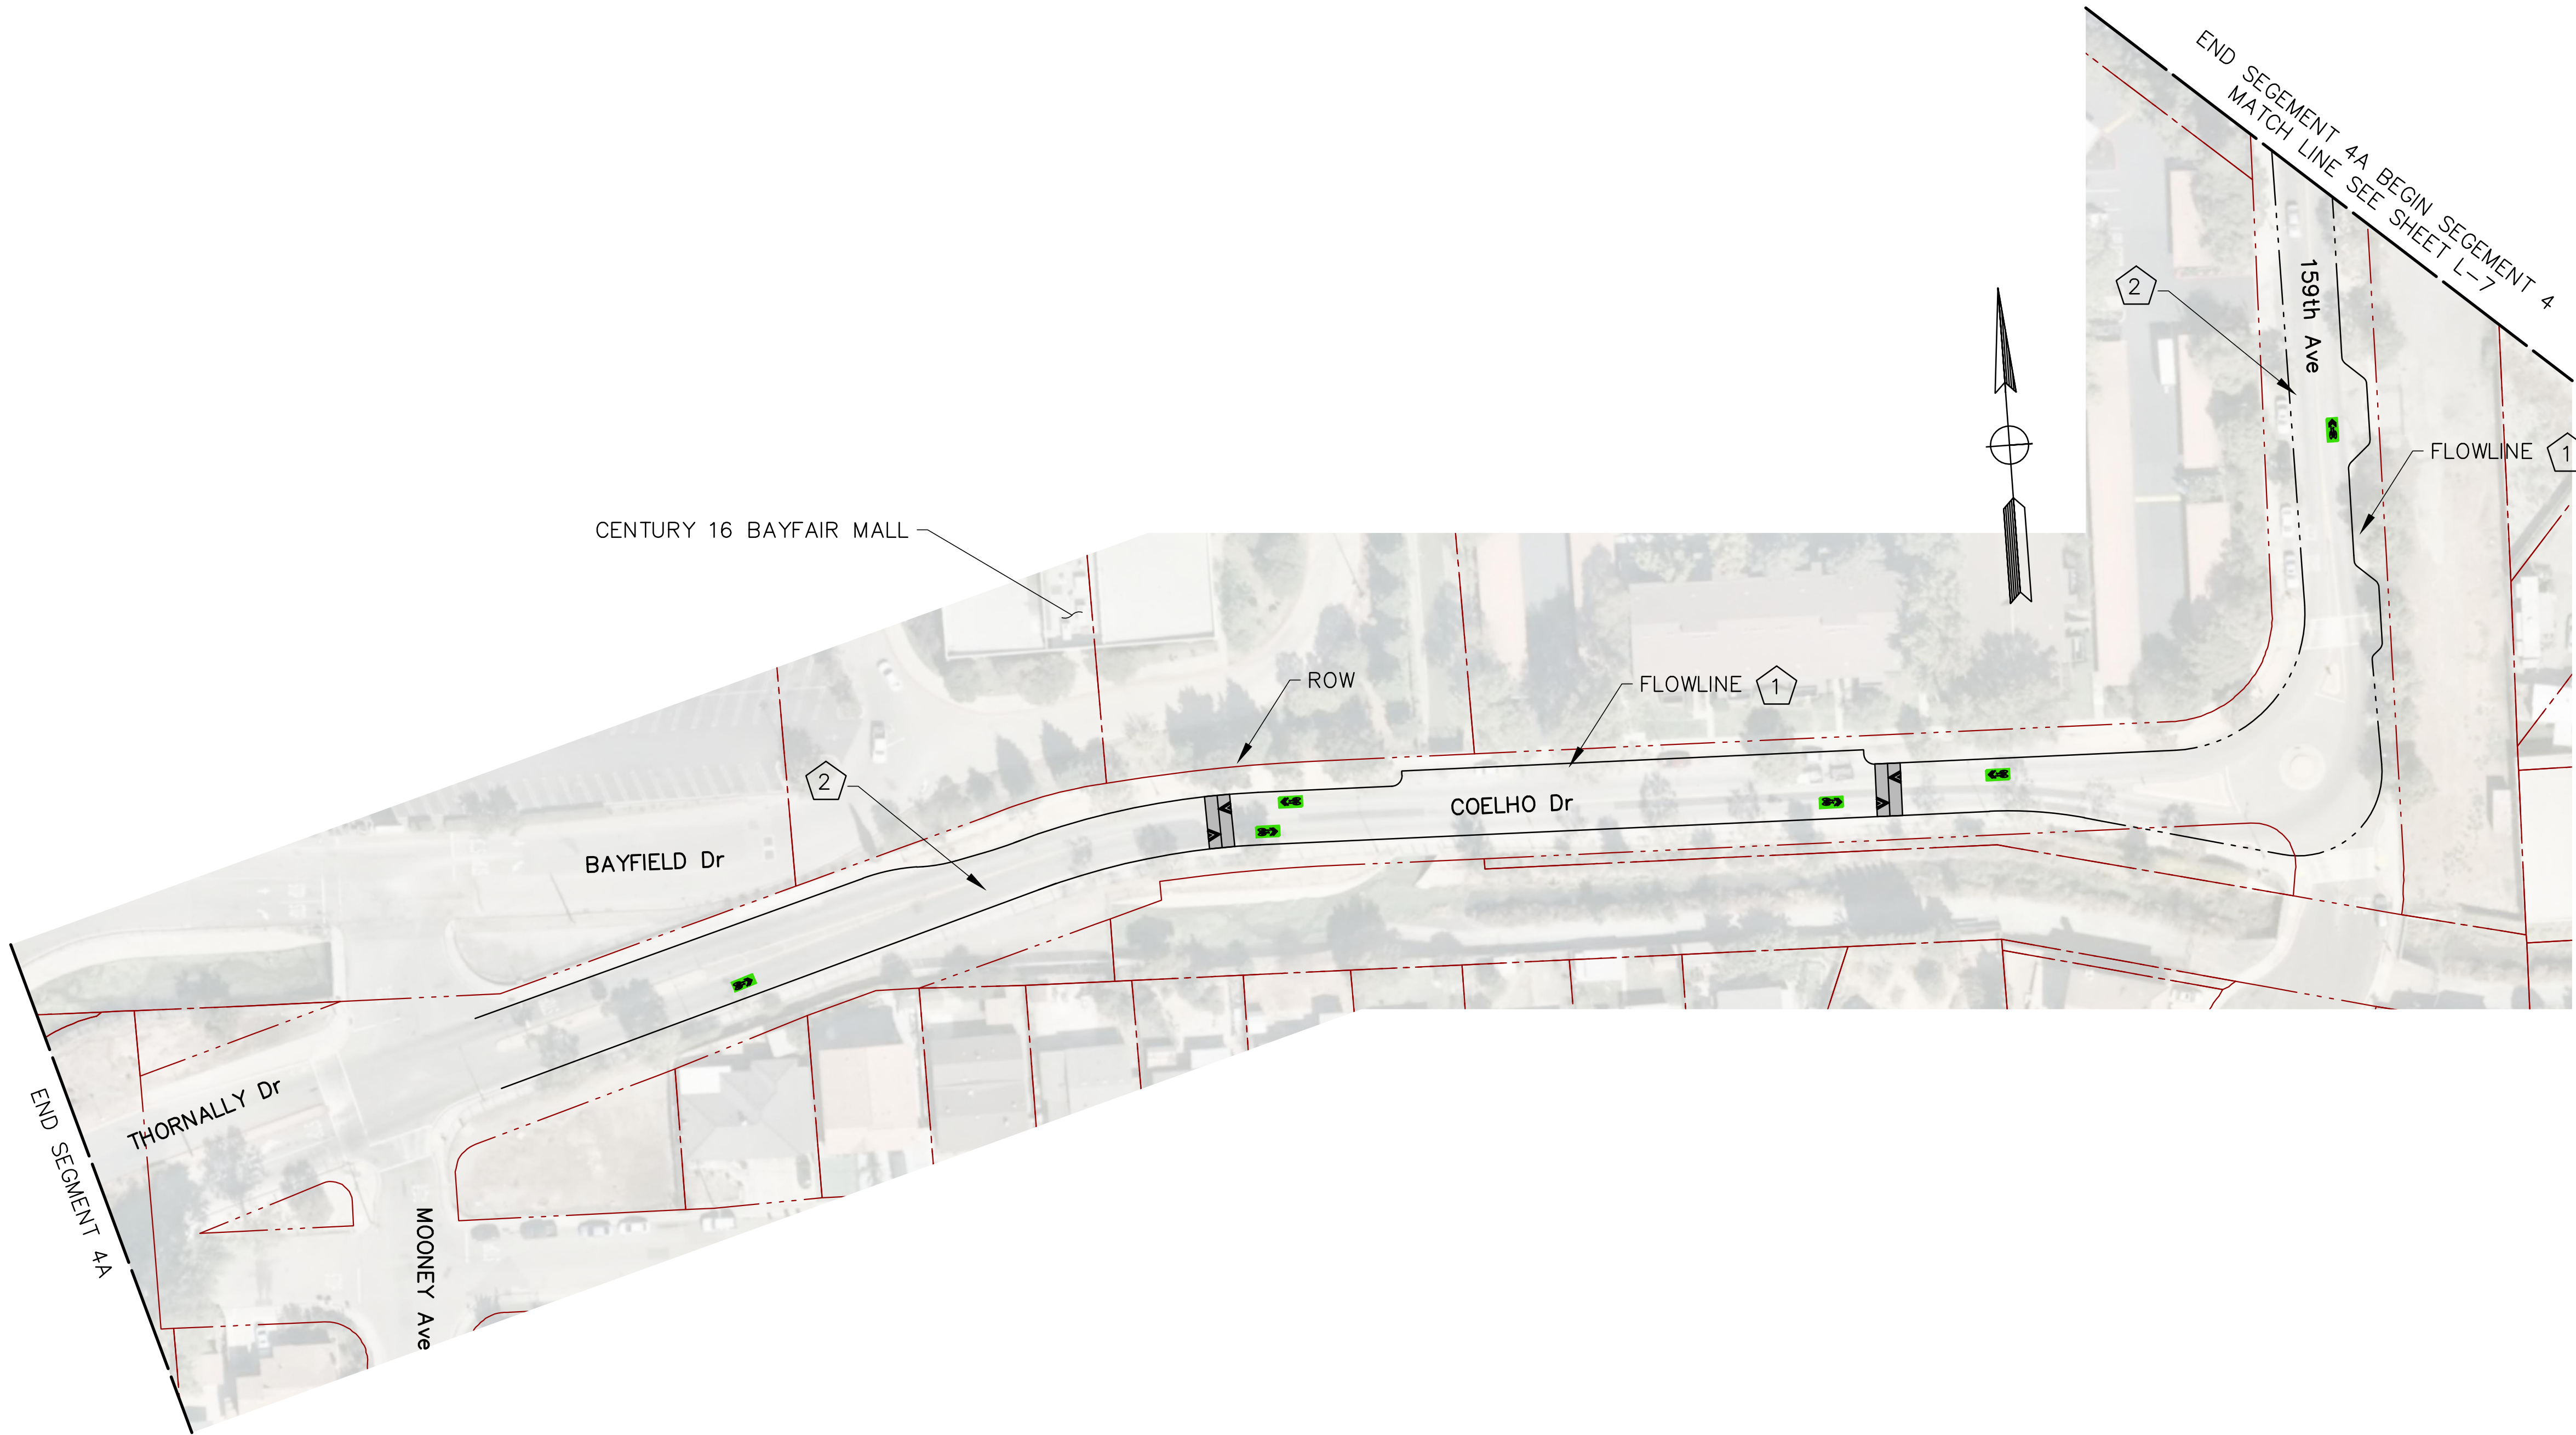 END SEGEMENT 4A BEGIN SEGEMENT 4
MATCH LINE SEE SHEET L-7
159th Ave
2
FLOWLINE 1
CENTURY 16 BAYFAIR MALL
ROW
FLOWLINE 1
2
COELHO Dr
BAYFIELD Dr
THORNALLY Dr
END SEGMENT 4A
MOONEY Ave